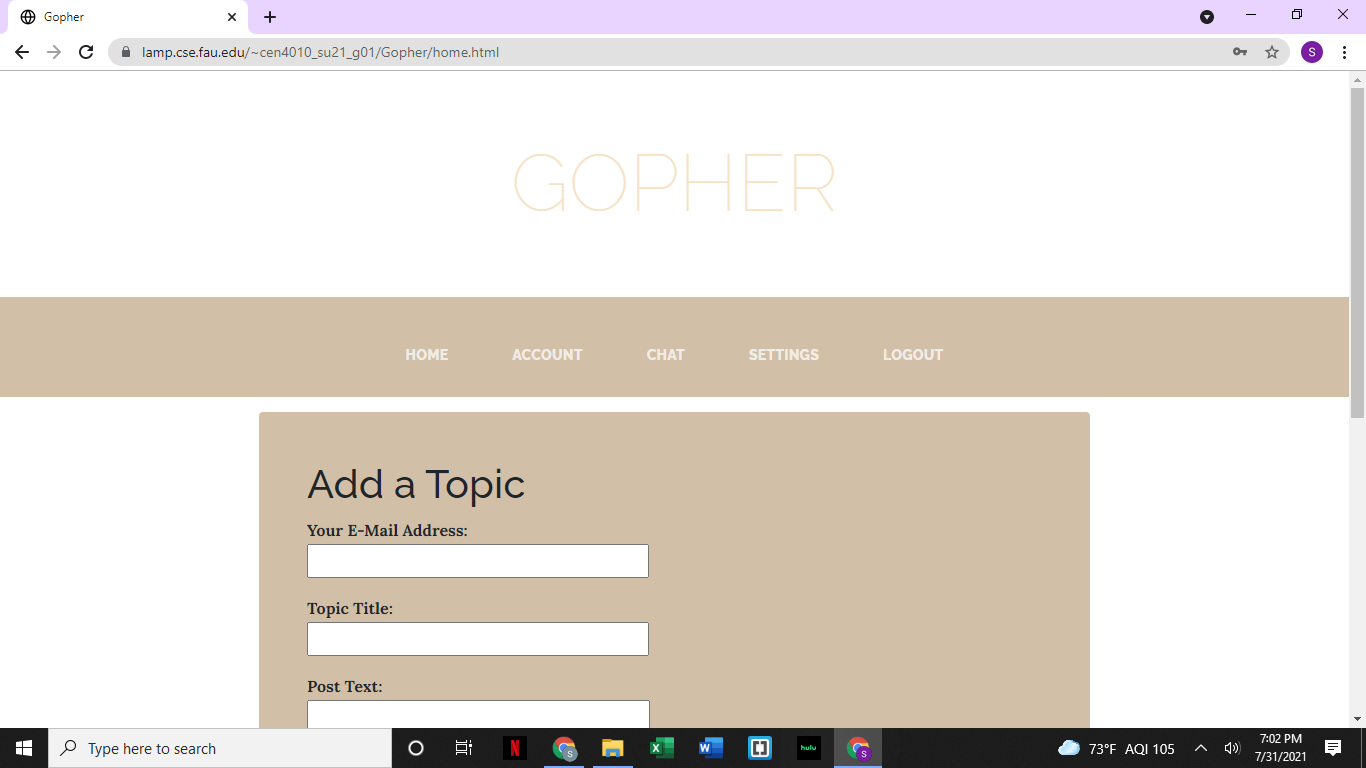 Gopher
lamp.cse.fau.edu/~cen4010_su21_g01/Gopher/home.html
S
GOPHER
HOME ACCOUNT CHAT SETTINGS LOGOUT
Add a Topic
Your E-Mail Address:
Topic Title:
Post Text:
Type here to search
N
S
X
W
hulu
S
73°F AQI 105
7:02 PM
7/31/2021